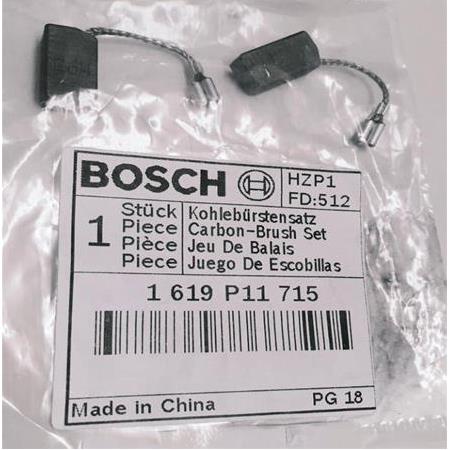 BOSCH
HZP1
FD:512
1
Stück Kohlebürstensatz
Piece Carbon-Brush Set
Pièce Jeu De Balais
Piece Juego De Escobillas
1 619 P11 715
Made in China PG 18